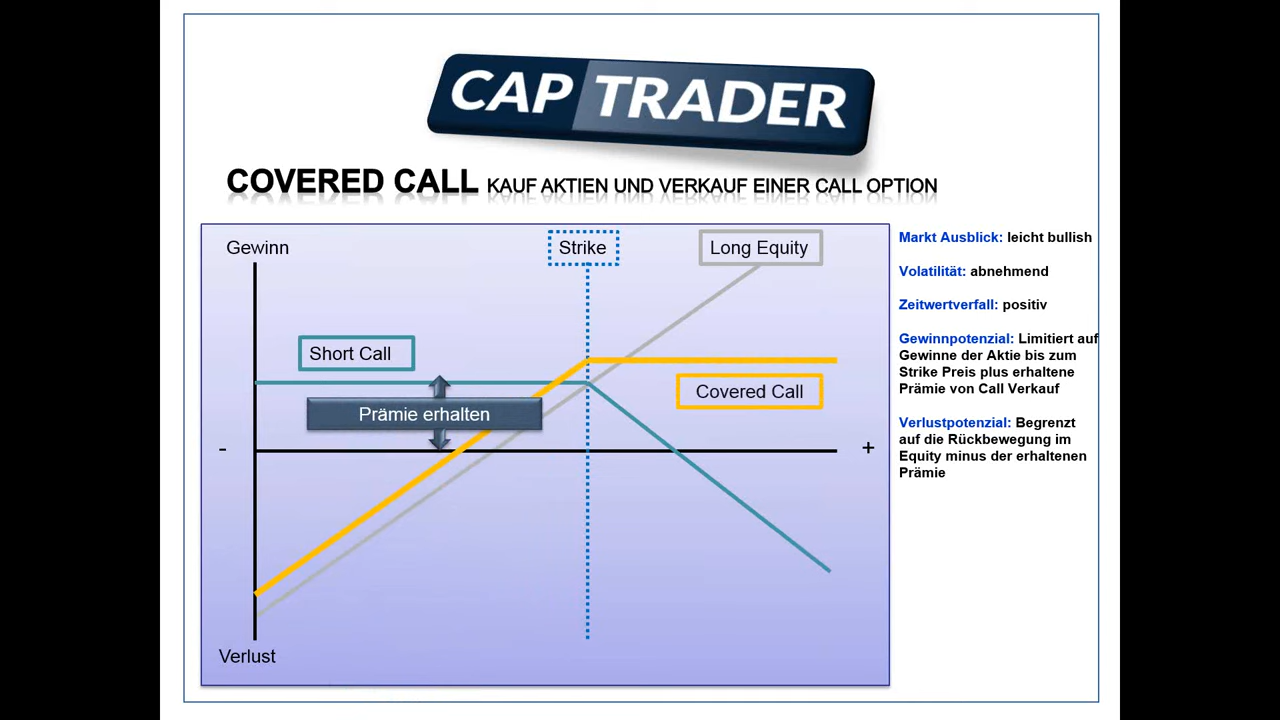 CAP TRADER
COVERED CALL KAUF AKTIEN UND VERKAUF EINER CALL OPTION
Gewinn
Strike
Long Equity
Short Call
Covered Call
Prämie erhalten
-
+
Verlust
Markt Ausblick: leicht bullish
Volatilität: abnehmend
Zeitwertverfall: positiv
Gewinnpotenzial: Limitiert auf
Gewinne der Aktie bis zum
Strike Preis plus erhaltene
Prämie von Call Verkauf
Verlustpotenzial: Begrenzt
auf die Rückbewegung im
Equity minus der erhaltenen
Prämie